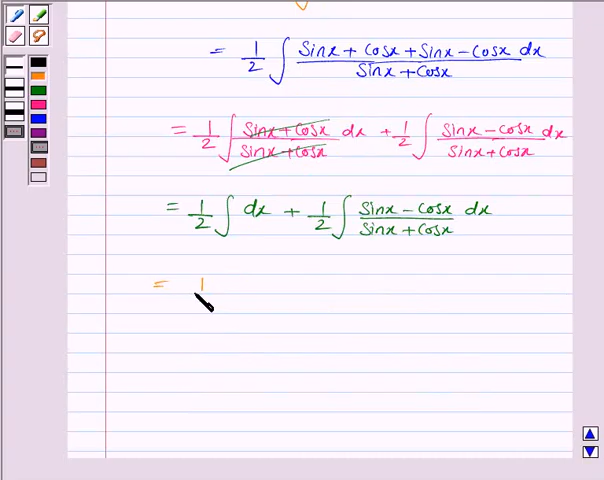 = 1/2 ∫ (Sinx + Cosx + Sinx - Cosx)/(Sinx + Cosx) dx
= 1/2 ∫ (Sinx + Cosx)/(Sinx + Cosx) dx + 1/2 ∫ (Sinx - Cosx)/(Sinx + Cosx) dx
= 1/2 ∫ dx + 1/2 ∫ (Sinx - Cosx)/(Sinx + Cosx) dx
= 1